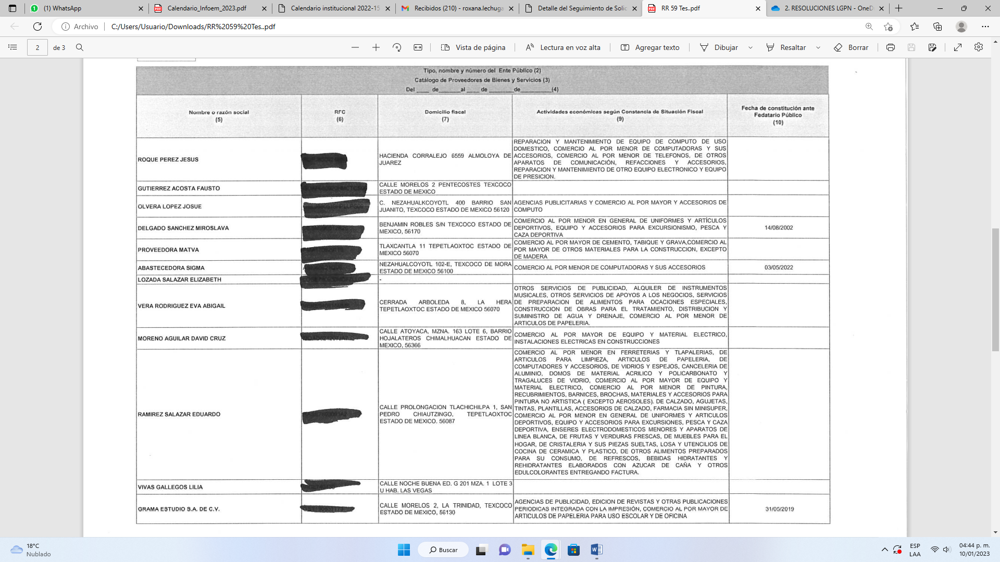 (1) WhatsApp
Calendario_Infoem_2023.pdf
Calendario institucional 2022-15
Recibidos (210) - roxana.lechuga
Detalle del Seguimiento de Solic
RR 59 Tes..pdf
2. RESOLUCIONES LGPN - OneD
Archivo
C:/Users/Usuario/Downloads/RR%2059%20Tes..pdf
2 de 3
Vista de página
Lectura en voz alta
Agregar texto
Dibujar
Resaltar
Borrar
Tipo, nombre y número del Ente Público (2)
Catálogo de Proveedores de Bienes y Servicios (3)
Del ____ de_______al ____ de ________de__________(4)
Nombre o razón social
(5)
RFC
(6)
Domicilio fiscal
(7)
Actividades económicas según Constancia de Situación Fiscal
(9)
Fecha de constitución ante
Fedatario Público
(10)
ROQUE PEREZ JESUS
HACIENDA CORRALEJO 6559 ALMOLOYA DE
JUAREZ
REPARACION Y MANTENIMIENTO DE EQUIPO DE COMPUTO DE USO
DOMESTICO, COMERCIO AL POR MENOR DE COMPUTADORAS Y SUS
ACCESORIOS, COMERCIO AL POR MENOR DE TELEFONOS, DE OTROS
APARATOS DE COMUNICACIÓN, REFACCIONES Y ACCESORIOS,
REPARACION Y MANTENIMIENTO DE OTRO EQUIPO ELECTRONICO Y EQUIPO
DE PRESICION.
GUTIERREZ ACOSTA FAUSTO
CALLE MORELOS 2 PENTECOSTES TEXCOCO
ESTADO DE MEXICO
OLVERA LOPEZ JOSUE
C. NEZAHUALKCOYOTL 400 BARRIO SAN
JUANITO, TEXCOCO ESTADO DE MEXICO 56120
AGENCIAS PUBLICITARIAS Y COMERCIO AL POR MAYOR Y ACCESORIOS DE
COMPUTO
DELGADO SANCHEZ MIROSLAVA
BENJAMIN ROBLES S/N TEXCOCO ESTADO DE
MEXICO, 56170
COMERCIO AL POR MENOR EN GENERAL DE UNIFORMES Y ARTÍCULOS
DEPORTIVOS, EQUIPO Y ACCESORIOS PARA EXCURSIONISMO, PESCA Y
CAZA DEPORTIVA
14/08/2002
PROVEEDORA MATVA
TLAXCANTLA 11 TEPETLAOXTOC ESTADO DE
MEXICO 56070
COMERCIO AL POR MAYOR DE CEMENTO, TABIQUE Y GRAVA,COMERCIO AL
POR MAYOR DE OTROS MATERIALES PARA LA CONSTRUCCION, EXCEPTO
DE MADERA
ABASTECEDORA SIGMA
NEZAHUALCOYOTL 102-E, TEXCOCO DE MORA
ESTADO DE MEXICO 56100
COMERCIO AL POR MENOR DE COMPUTADORAS Y SUS ACCESORIOS
03/05/2022
LOZADA SALAZAR ELIZABETH
-
VERA RODRIGUEZ EVA ABIGAIL
CERRADA ARBOLEDA 8, LA HERA
TEPETLAOXTOC ESTADO DE MEXICO 56070
OTROS SERVICIOS DE PUBLICIDAD, ALQUILER DE INSTRUMENTOS
MUSICALES, OTROS SERVICIOS DE APOYOS A LOS NEGOCIOS, SERVICIOS
DE PREPARACION DE ALIMENTOS PARA OCACIONES ESPECIALES,
CONSTRUCCION DE OBRAS PARA EL TRATAMIENTO, DISTRIBUCION Y
SUMINISTRO DE AGUA Y DRENAJE, COMERCIO AL POR MENOR DE
ARTICULOS DE PAPELERIA.
MORENO AGUILAR DAVID CRUZ
CALLE ATOYACA, MZNA. 163 LOTE 6, BARRIO
HOJALATEROS CHIMALHUACAN ESTADO DE
MEXICO, 56366
COMERCIO AL POR MAYOR DE EQUIPO Y MATERIAL ELECTRICO,
INSTALACIONES ELECTRICAS EN CONSTRUCCIONES
RAMIREZ SALAZAR EDUARDO
CALLE PROLONGACION TLACHICHILPA 1, SAN
PEDRO CHIAUTZINGO, TEPETLAOXTOC
ESTADO DE MEXICO. 56087
COMERCIO AL POR MENOR EN FERRETERIAS Y TLAPALERIAS, DE
ARTICULOS PARA LIMPIEZA, ARTICULOS DE PAPELERIA, DE
COMPUTADORES Y ACCESORIOS, DE VIDRIOS Y ESPEJOS, CANCELERIA DE
ALUMINIO, DOMOS DE MATERIAL ACRILICO Y POLICARBONATO Y
TRAGALUCES DE VIDRIO, COMERCIO AL POR MAYOR DE EQUIPO Y
MATERIAL ELECTRICO, COMERCIO AL POR MENOR DE PINTURA,
RECUBRIMIENTOS, BARNICES, BROCHAS, MATERIALES Y ACCESORIOS PARA
PINTURA NO ARTISTICA ( EXCEPTO AEROSOLES). DE CALZADO, AGUJETAS,
TINTAS, PLANTILLAS, ACCESORIOS DE CALZADO, FARMACIA SIN MINISUPER,
COMERCIO AL POR MENOR EN GENERAL DE UNIFORMES Y ARTICULOS
DEPORTIVOS, EQUIPO Y ACCESORIOS PARA EXCURSIONES, PESCA Y CAZA
DEPORTIVA, ENSERES ELECTRODOMESTICOS MENORES Y APARATOS DE
LINEA BLANCA, DE FRUTAS Y VERDURAS FRESCAS, DE MUEBLES PARA EL
HOGAR, DE CRISTALERIA Y SUS PIEZAS SUELTAS, LOSA Y UTENCILIOS DE
COCINA DE CERAMICA Y PLASTICO, DE OTROS ALIMENTOS PREPARADOS
PARA SU CONSUMO, DE REFRESCOS, BEBIDAS HIDRATANTES Y
REHIDRATANTES ELABORADOS CON AZUCAR DE CAÑA Y OTROS
EDULCOLORANTES ENTREGANDO FACTURA.
VIVAS GALLEGOS LILIA
CALLE NOCHE BUENA ED. G 201 MZA. 1 LOTE 3
U HAB. LAS VEGAS
GRAMA ESTUDIO S.A. DE C.V.
CALLE MORELOS 2, LA TRINIDAD, TEXCOCO
ESTADO DE MEXICO, 56130
AGENCIAS DE PUBLICIDAD, EDICION DE REVISTAS Y OTRAS PUBLICACIONES
PERIODICAS INTEGRADA CON LA IMPRESIÓN, COMERCIO AL POR MAYOR DE
ARTICULOS DE PAPELERIA PARA USO ESCOLAR Y DE OFICINA
31/05/2019
18°C
Nublado
Buscar
ESP
LAA
04:44 p. m.
10/01/2023